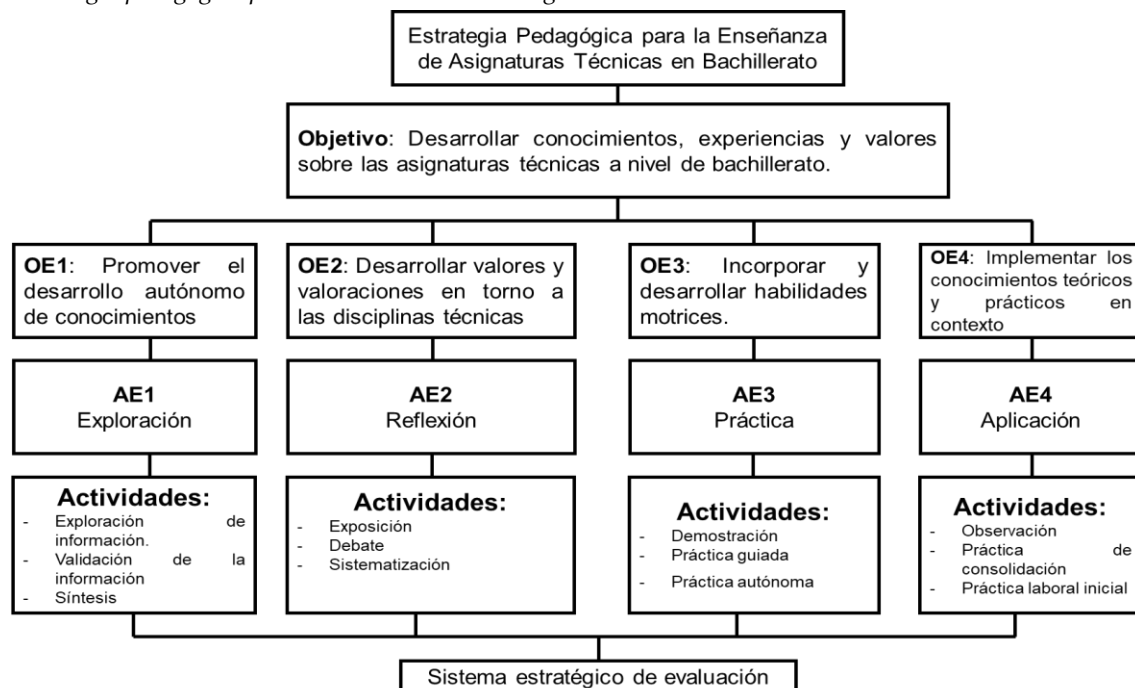 Estrategia Pedagógica para la Enseñanza
de Asignaturas Técnicas en Bachillerato
Objetivo: Desarrollar conocimientos, experiencias y valores
sobre las asignaturas técnicas a nivel de bachillerato.
OE1: Promover el
desarrollo autónomo
de conocimientos
OE2: Desarrollar valores y
valoraciones en torno a
las disciplinas técnicas
OE3: Incorporar y
desarrollar habilidades
motrices.
OE4: Implementar los
conocimientos teóricos
y prácticos en
contexto
AE1
Exploración
AE2
Reflexión
AE3
Práctica
AE4
Aplicación
Actividades:
- Exploración de
información.
- Validación de la
información
- Síntesis
Actividades:
- Exposición
- Debate
- Sistematización
Actividades:
- Demostración
- Práctica guiada
- Práctica autónoma
Actividades:
- Observación
- Práctica de
consolidación
- Práctica laboral inicial
Sistema estratégico de evaluación